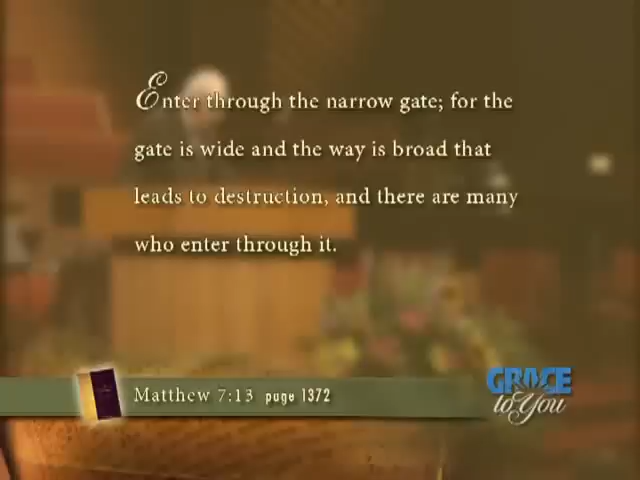 Enter through the narrow gate; for the
gate is wide and the way is broad that
leads to destruction, and there are many
who enter through it.
Matthew 7:13 page 1372
GRACE
to You